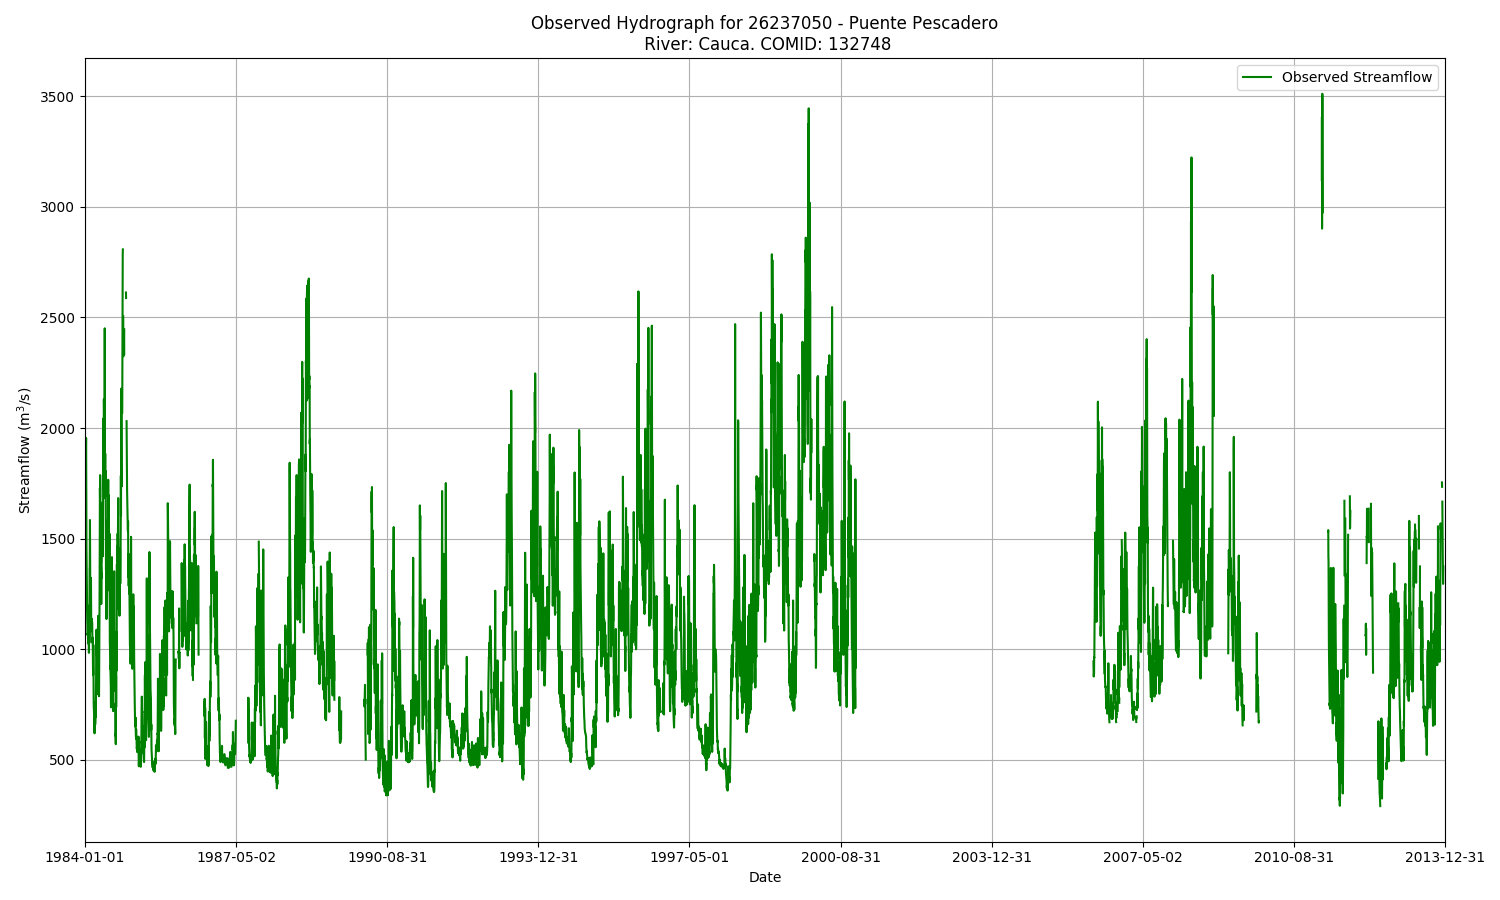 Observed Hydrograph for 26237050 - Puente Pescadero
River: Cauca. COMID: 132748
Observed Streamflow
3500
3000
2500
2000
1500
1000
500
Streamflow (m³/s)
1984-01-01 1987-05-02 1990-08-31 1993-12-31 1997-05-01 2000-08-31 2003-12-31 2007-05-02 2010-08-31 2013-12-31
Date